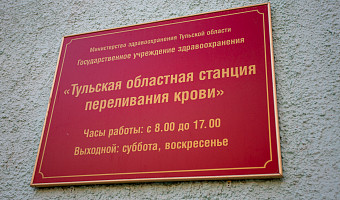 Министерство здравоохранения Тульской области
Государственное учреждение здравоохранения
«Тульская областная станция
переливания крови»
Часы работы: с 8.00 до 17.00
Выходной: суббота, воскресенье